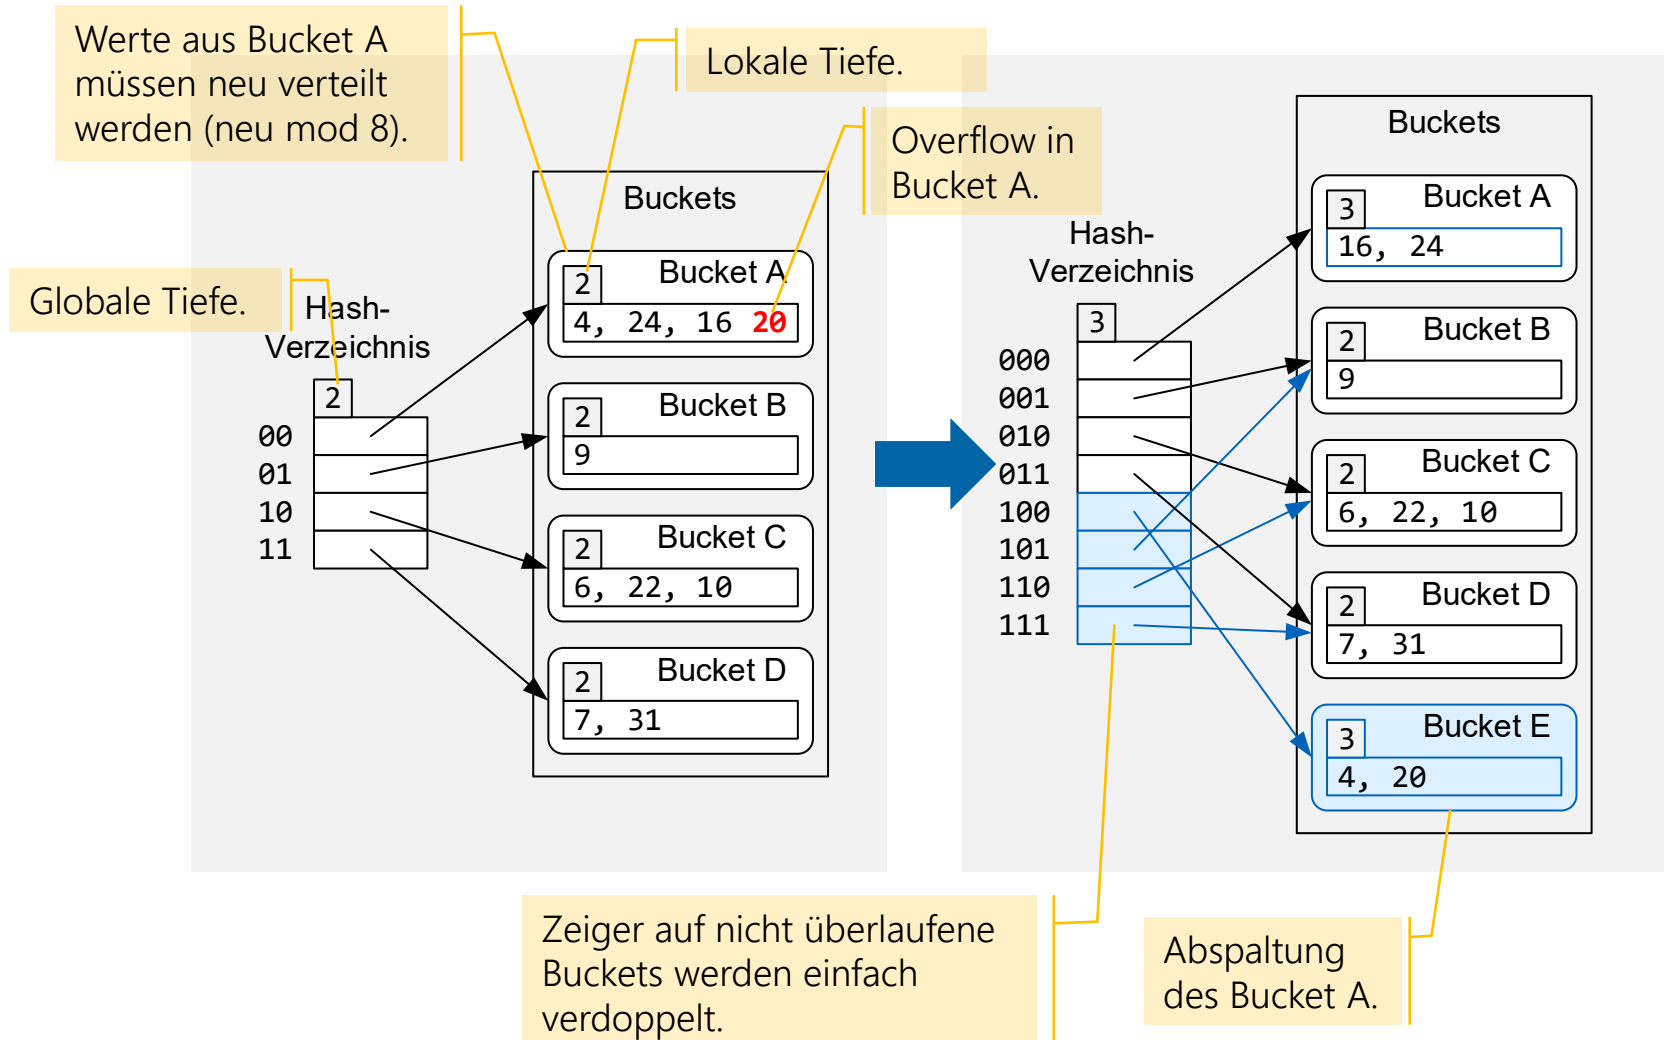 Werte aus Bucket A
müssen neu verteilt
werden (neu mod 8).
Lokale Tiefe.
Overflow in
Bucket A.
Globale Tiefe.
Hash-
Verzeichnis
2
00
01
10
11
Buckets
Bucket A
2
4, 24, 16 20
Bucket B
2
9
Bucket C
2
6, 22, 10
Bucket D
2
7, 31
Hash-
Verzeichnis
3
000
001
010
011
100
101
110
111
Buckets
Bucket A
3
16, 24
Bucket B
2
9
Bucket C
2
6, 22, 10
Bucket D
2
7, 31
Bucket E
3
4, 20
Zeiger auf nicht überlaufene
Buckets werden einfach
verdoppelt.
Abspaltung
des Bucket A.